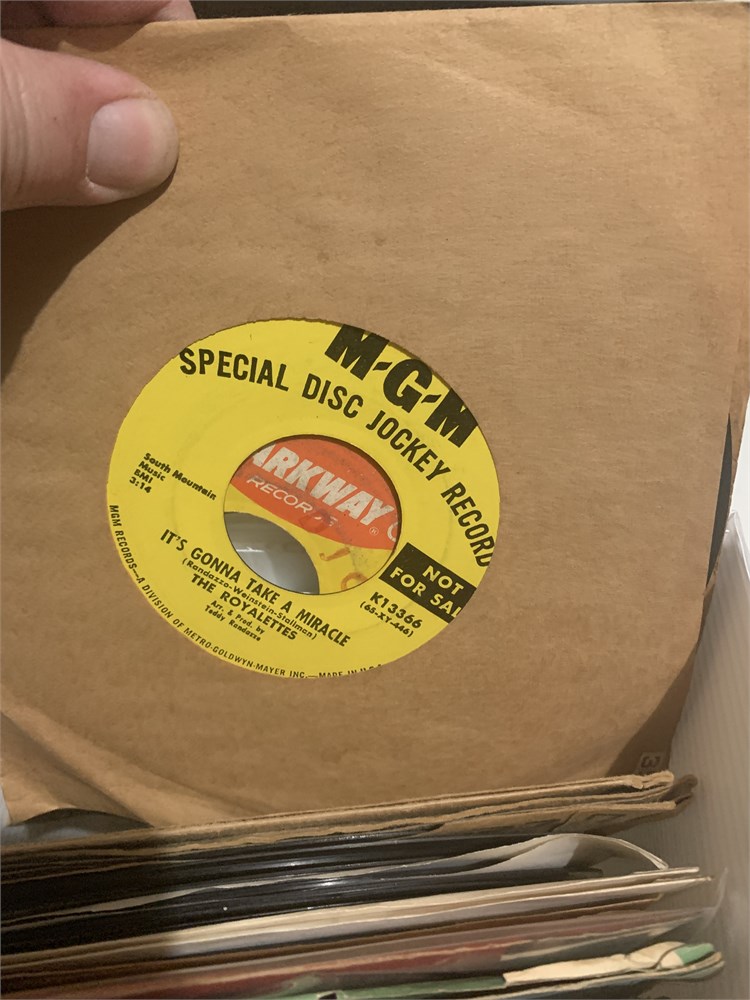 M-G-M
SPECIAL DISC JOCKEY RECORD
South Mountain
Music
BMI
3:14
ARKWAY
RECORDS
NOT
FOR SAL
K13366
(65-XY-446)
IT'S GONNA TAKE A MIRACLE
(Randazzo-Weinstein-Stallman)
THE ROYALETTES
Arr. & Prod. by
Teddy Randazzo
MGM RECORDS—A DIVISION OF METRO-GOLDWYN-MAYER INC.—MADE IN U.S.A.